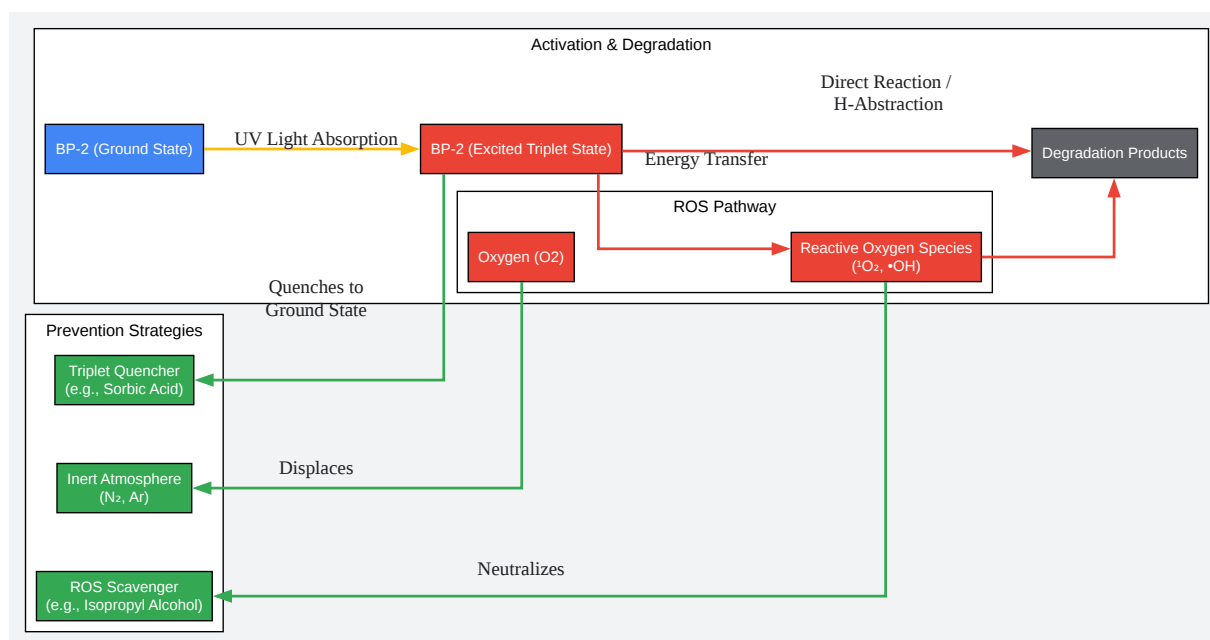 Activation & Degradation
Direct Reaction /
H-Abstraction
BP-2 (Ground State)
UV Light Absorption
BP-2 (Excited Triplet State)
Energy Transfer
Degradation Products
ROS Pathway
Oxygen (O2)
Reactive Oxygen Species
(¹O₂, •OH)
Quenches to
Ground State
Prevention Strategies
Triplet Quencher
(e.g., Sorbic Acid)
Displaces
Inert Atmosphere
(N₂, Ar)
Neutralizes
ROS Scavenger
(e.g., Isopropyl Alcohol)